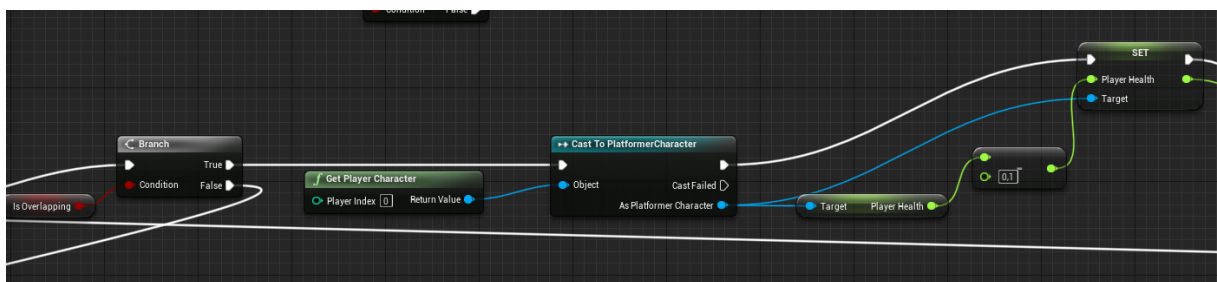 Condition False
SET
Player Health
Target
Branch
True
Condition
False
Is Overlapping
Get Player Character
Player Index 0
Return Value
Cast To PlatformerCharacter
Object
Cast Failed
As Platformer Character
Target Player Health
0,1